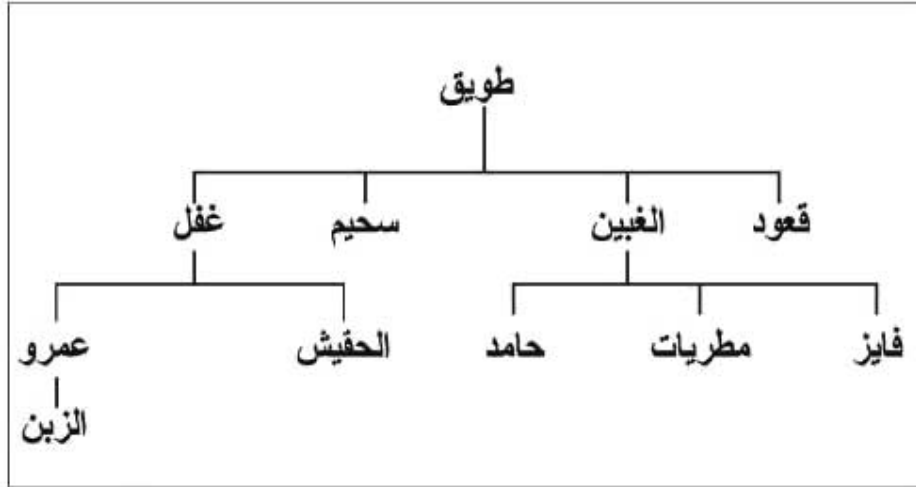 طويق
قعود الغبين سحيم غفل
فايز مطريات حامد الحقيش عمرو
الزبن